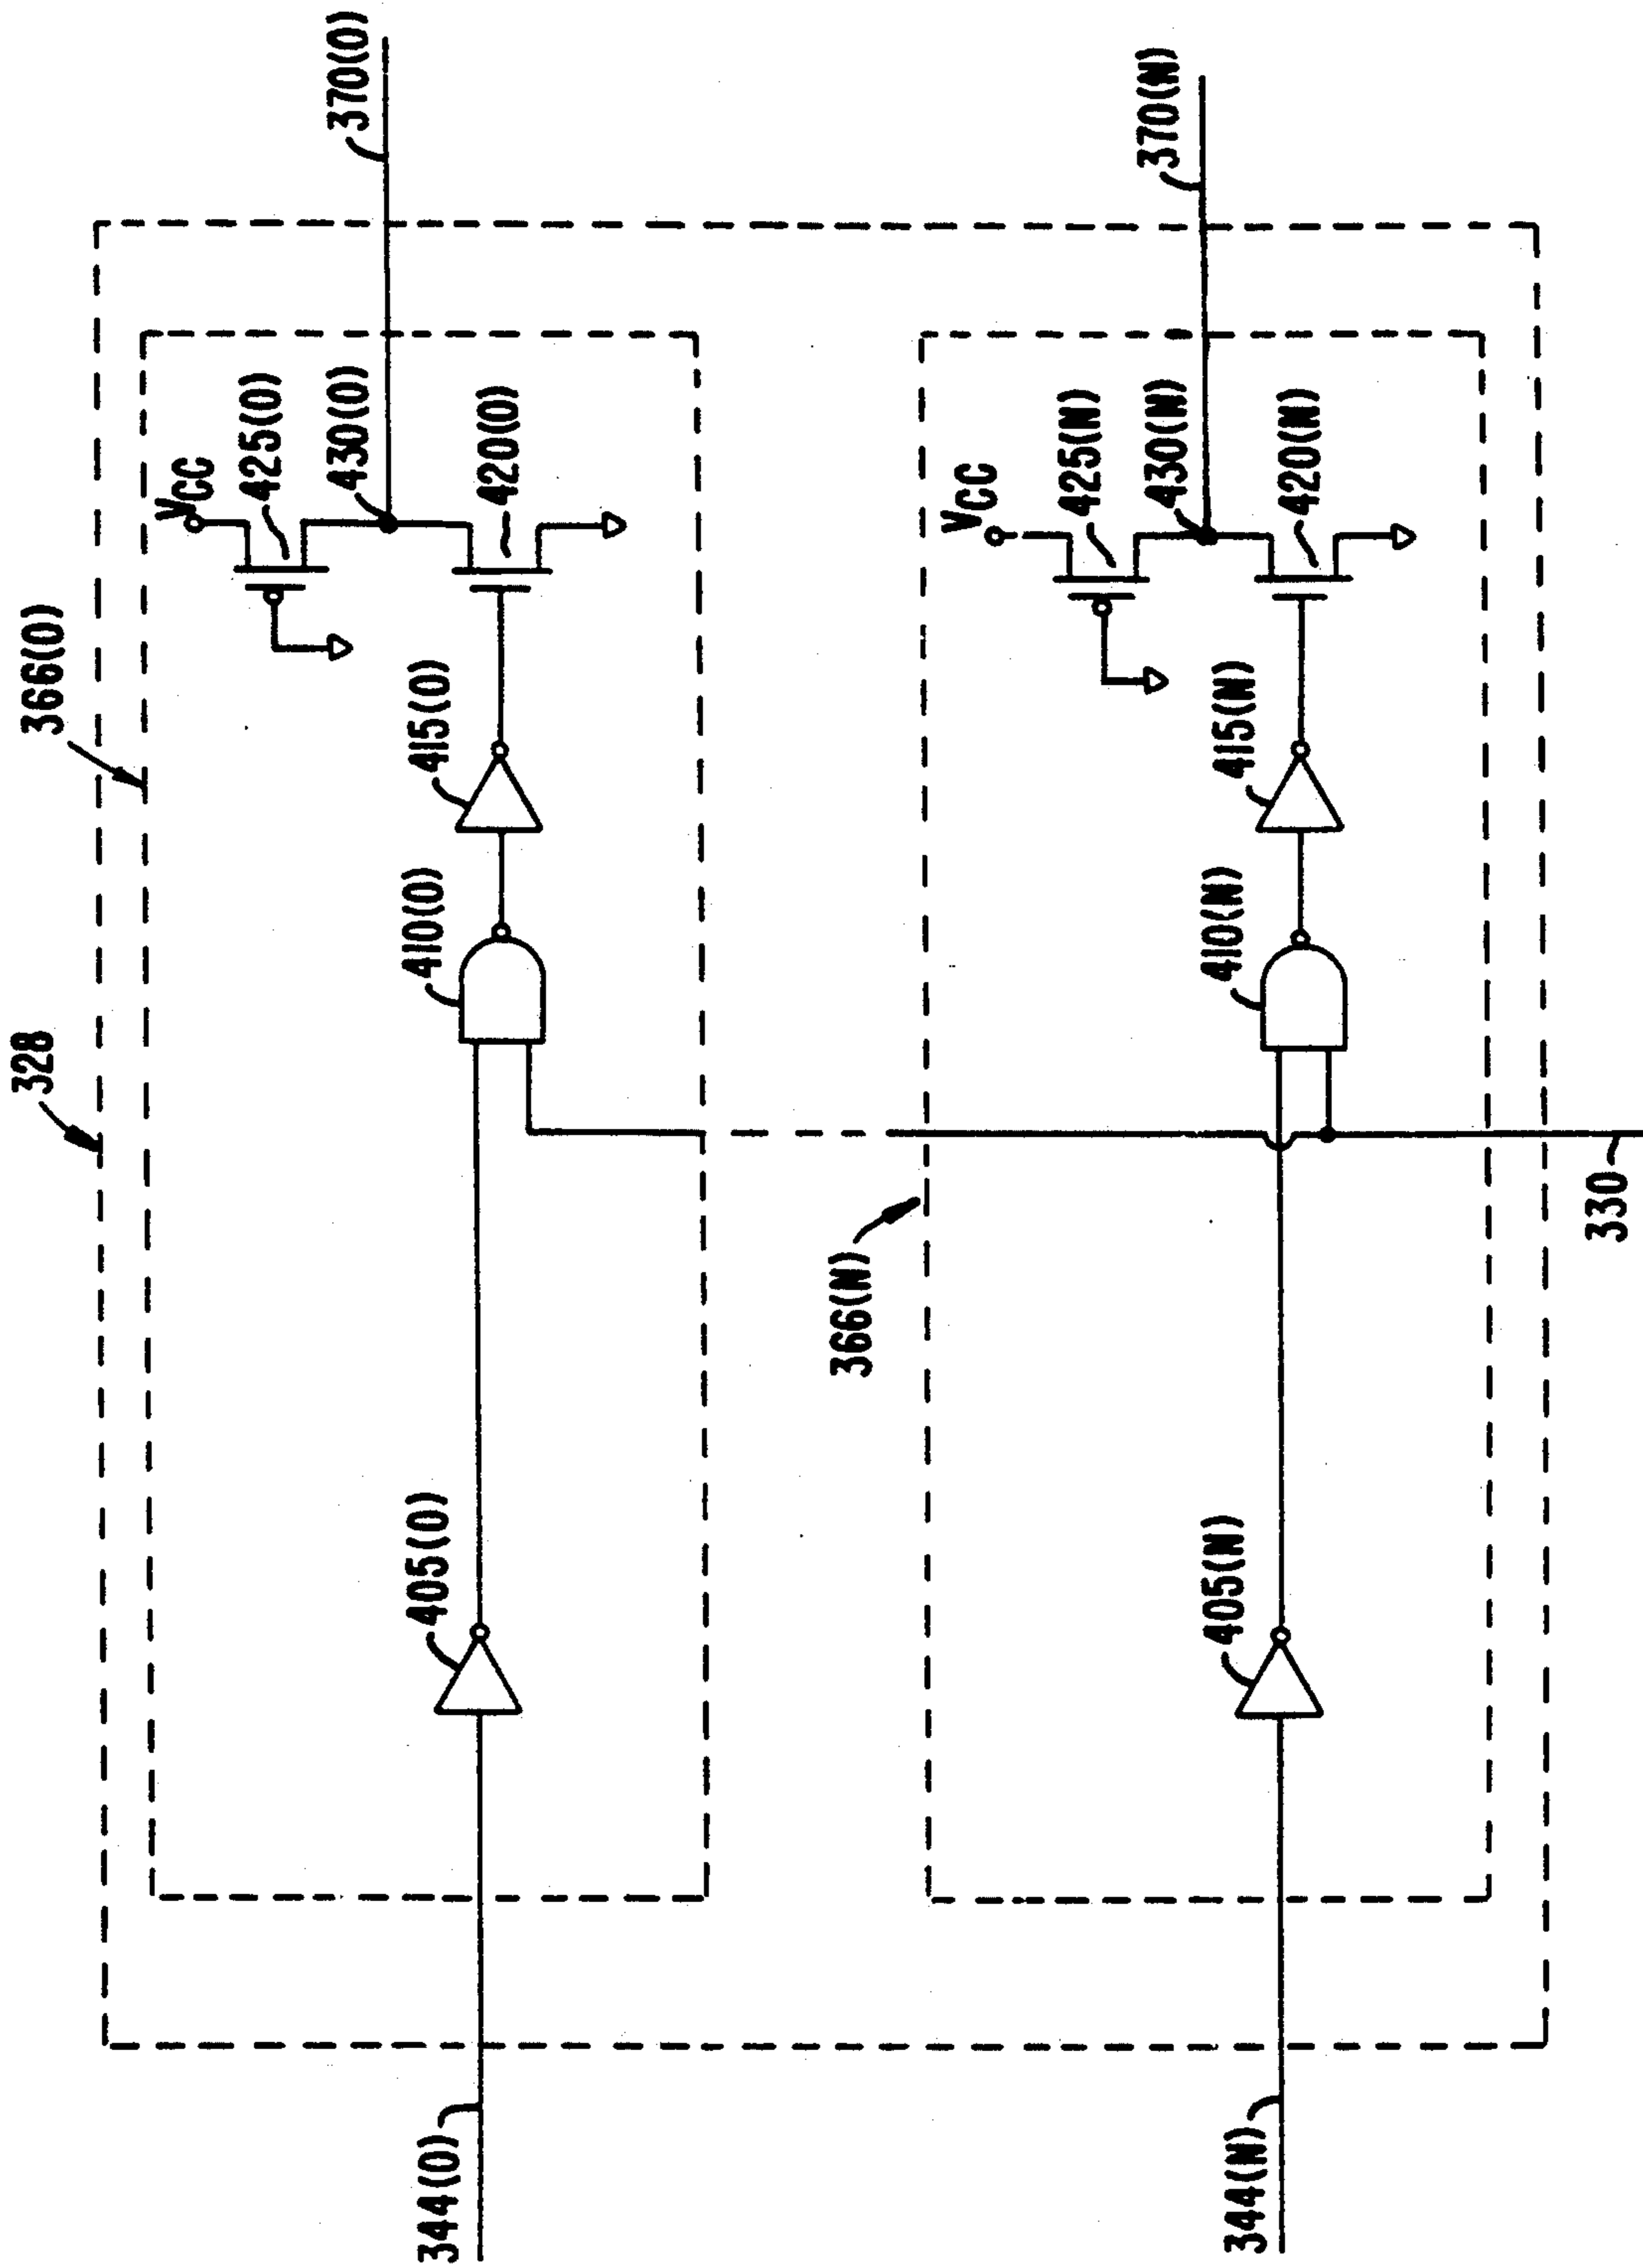 328
366(0)
344(0)
405(0)
410(0)
415(0)
VCC
425(0)
430(0)
420(0)
370(0)
366(N)
344(N)
405(N)
410(N)
415(N)
VCC
425(N)
430(N)
420(N)
370(N)
330